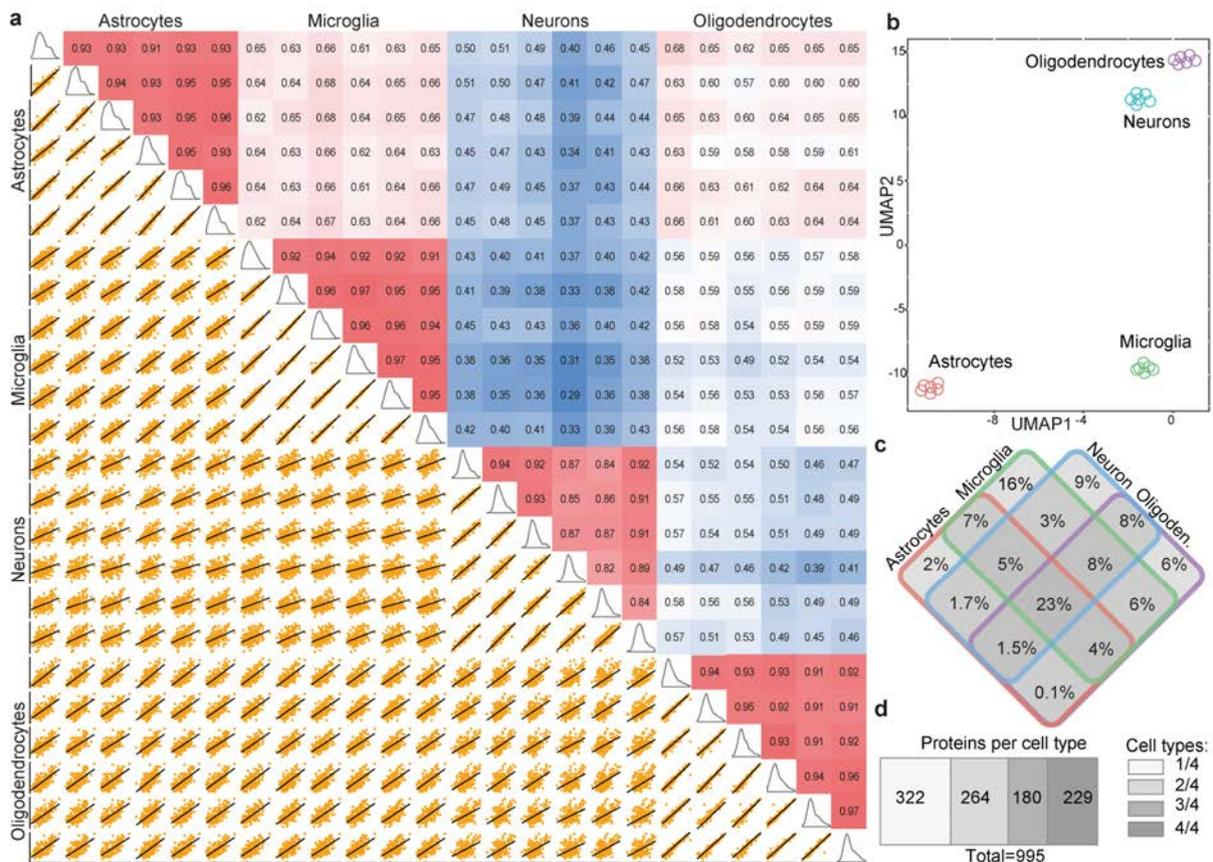 a
Astrocytes Microglia Neurons Oligodendrocytes
0.93 0.93 0.91 0.93 0.93 0.65 0.63 0.66 0.61 0.63 0.65 0.50 0.51 0.49 0.40 0.46 0.45 0.68 0.65 0.62 0.65 0.65 0.65
0.94 0.93 0.95 0.95 0.64 0.64 0.68 0.64 0.65 0.66 0.51 0.50 0.47 0.41 0.42 0.47 0.63 0.60 0.57 0.60 0.60 0.60
0.93 0.95 0.96 0.62 0.65 0.68 0.64 0.65 0.66 0.47 0.48 0.48 0.39 0.44 0.44 0.65 0.63 0.60 0.64 0.65 0.65
0.95 0.93 0.64 0.63 0.66 0.62 0.64 0.63 0.45 0.47 0.43 0.34 0.41 0.43 0.63 0.59 0.58 0.58 0.59 0.61
0.96 0.64 0.63 0.66 0.61 0.64 0.66 0.47 0.49 0.45 0.37 0.43 0.44 0.66 0.63 0.61 0.62 0.64 0.64
0.62 0.64 0.67 0.63 0.64 0.66 0.45 0.48 0.45 0.37 0.43 0.43 0.66 0.61 0.60 0.63 0.64 0.64
0.92 0.94 0.92 0.92 0.91 0.43 0.40 0.41 0.37 0.40 0.42 0.56 0.56 0.56 0.55 0.57 0.58
0.96 0.97 0.95 0.95 0.41 0.39 0.38 0.33 0.38 0.42 0.58 0.59 0.55 0.56 0.59 0.59
0.96 0.96 0.94 0.45 0.43 0.43 0.36 0.40 0.42 0.56 0.58 0.54 0.55 0.59 0.59
0.97 0.95 0.38 0.36 0.35 0.31 0.35 0.38 0.52 0.53 0.49 0.52 0.54 0.54
0.95 0.38 0.35 0.36 0.29 0.36 0.38 0.54 0.56 0.53 0.53 0.56 0.57
0.42 0.40 0.41 0.33 0.39 0.43 0.56 0.58 0.54 0.54 0.56 0.56
0.94 0.92 0.87 0.84 0.92 0.54 0.52 0.54 0.50 0.46 0.47
0.93 0.85 0.86 0.91 0.57 0.55 0.55 0.51 0.48 0.49
0.87 0.87 0.91 0.57 0.54 0.54 0.51 0.49 0.49
0.82 0.89 0.49 0.47 0.46 0.42 0.39 0.41
0.84 0.58 0.56 0.56 0.53 0.49 0.49
0.57 0.51 0.53 0.49 0.45 0.46
0.94 0.93 0.93 0.91 0.92
0.95 0.92 0.91 0.91
0.93 0.91 0.92
0.94 0.96
0.97
Astrocytes
Microglia
Neurons
Oligodendrocytes
b
15
10
5
0
-5
-10
UMAP2
Oligodendrocytes
Neurons
Microglia
Astrocytes
-8 -4 0
UMAP1
c
Astrocytes
Microglia
Neuron
Oligoden.
16% 9%
7% 3% 8%
2% 5% 8% 6%
1.7% 23% 6%
1.5% 4%
0.1%
d
Proteins per cell type
322 264 180 229
Total=995
Cell types:
1/4
2/4
3/4
4/4